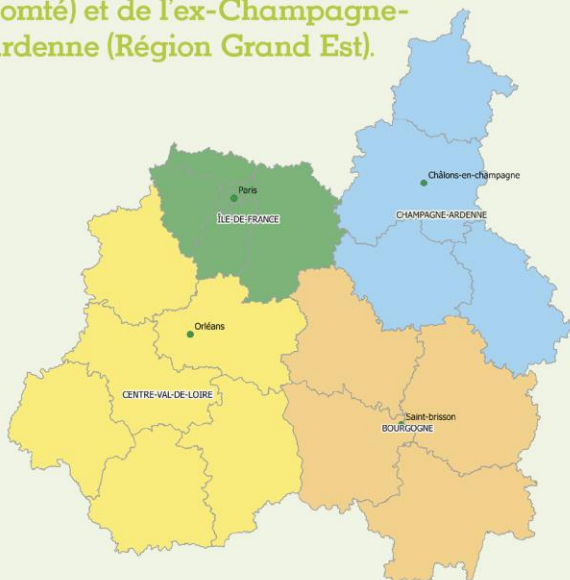 omté) et de l'ex-Champagne-
rdenne (Région Grand Est).
Châlons-en-champagne
Paris
CHAMPAGNE-ARDENNE
ÎLE-DE-FRANCE
Orléans
CENTRE-VAL-DE-LOIRE
Saint-brisson
BOURGOGNE